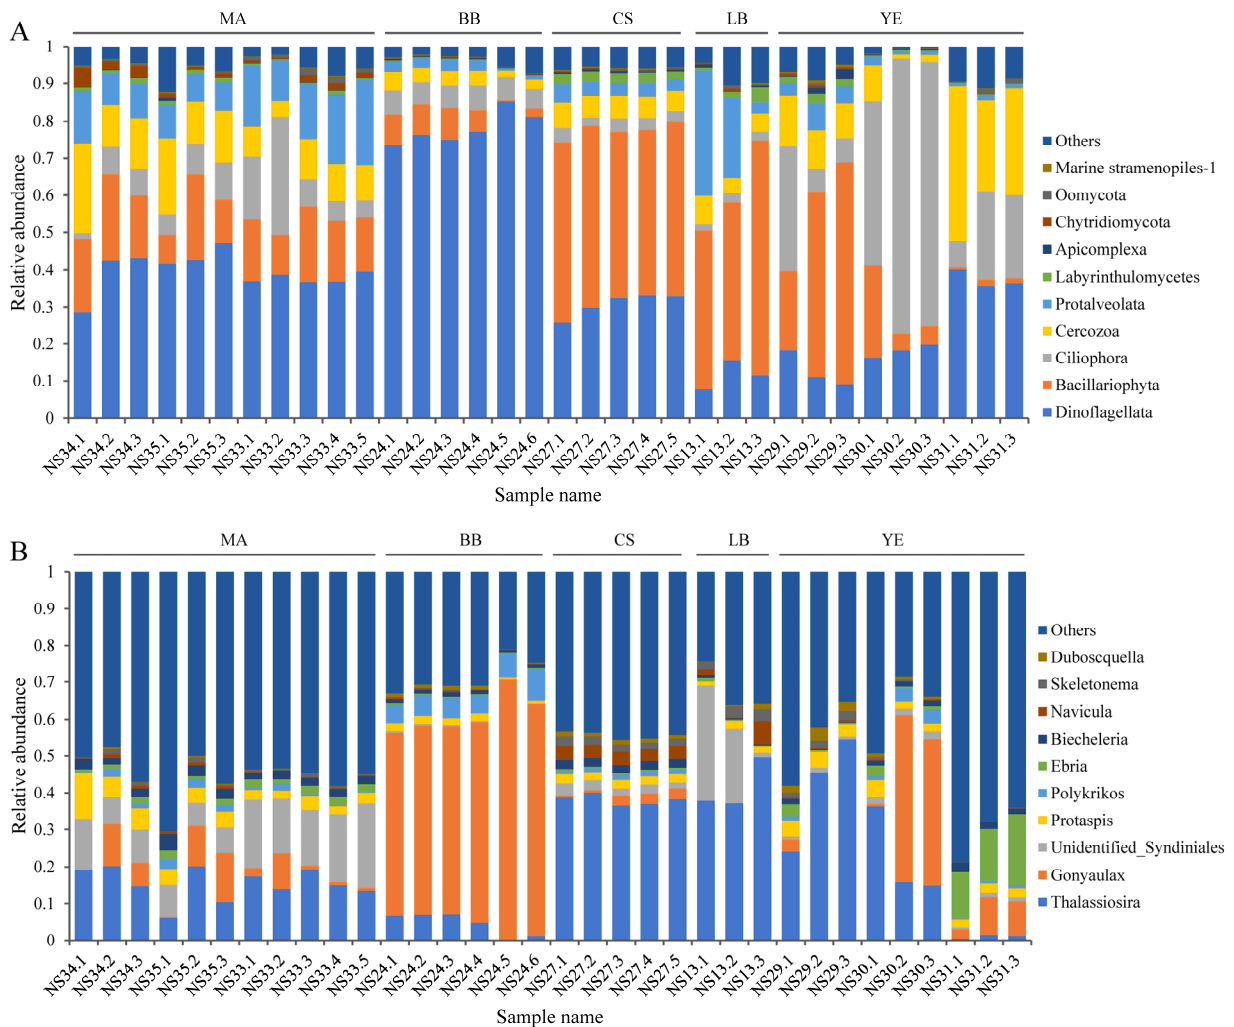 A
MA BB CS LB YE
Relative abundance
1
0.9
0.8
0.7
0.6
0.5
0.4
0.3
0.2
0.1
0
Others
Marine stramenopiles-1
Oomycota
Chytridiomycota
Apicomplexa
Labyrinthulomycetes
Protalveolata
Cercozoa
Ciliophora
Bacillariophyta
Dinoflagellata
NS34.1 NS34.2 NS34.3 NS35.1 NS35.2 NS35.3 NS33.1 NS33.2 NS33.3 NS33.4 NS33.5 NS24.1 NS24.2 NS24.3 NS24.4 NS24.5 NS24.6 NS27.1 NS27.2 NS27.3 NS27.4 NS27.5 NS13.1 NS13.2 NS13.3 NS29.1 NS29.2 NS29.3 NS30.1 NS30.2 NS30.3 NS31.1 NS31.2 NS31.3
Sample name
B
MA BB CS LB YE
Relative abundance
1
0.9
0.8
0.7
0.6
0.5
0.4
0.3
0.2
0.1
0
Others
Duboscquella
Skeletonema
Navicula
Biecheleria
Ebria
Polykrikos
Protaspis
Unidentified_Syndiniales
Gonyaulax
Thalassiosira
NS34.1 NS34.2 NS34.3 NS35.1 NS35.2 NS35.3 NS33.1 NS33.2 NS33.3 NS33.4 NS33.5 NS24.1 NS24.2 NS24.3 NS24.4 NS24.5 NS24.6 NS27.1 NS27.2 NS27.3 NS27.4 NS27.5 NS13.1 NS13.2 NS13.3 NS29.1 NS29.2 NS29.3 NS30.1 NS30.2 NS30.3 NS31.1 NS31.2 NS31.3
Sample name